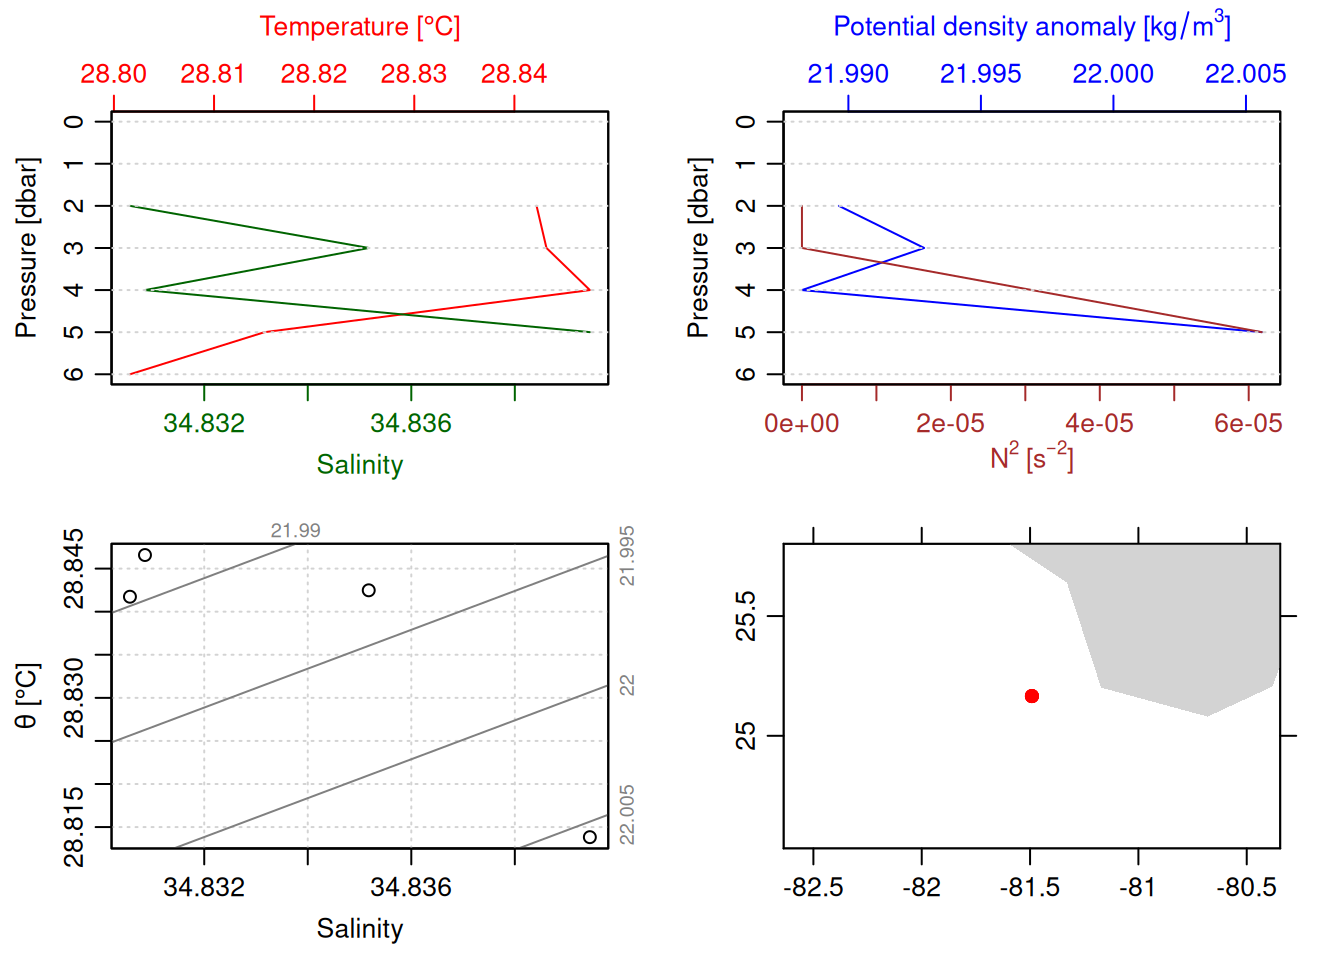 Temperature [°C]
28.80 28.81 28.82 28.83 28.84
Pressure [dbar]
0
1
2
3
4
5
6
34.832 34.836
Salinity
Potential density anomaly [kg/m³]
21.990 21.995 22.000 22.005
Pressure [dbar]
0
1
2
3
4
5
6
0e+00 2e-05 4e-05 6e-05
N² [s⁻²]
21.99
21.995
22
22.005
θ [°C]
28.845
28.830
28.815
34.832 34.836
Salinity
25.5
25
-82.5 -82 -81.5 -81 -80.5